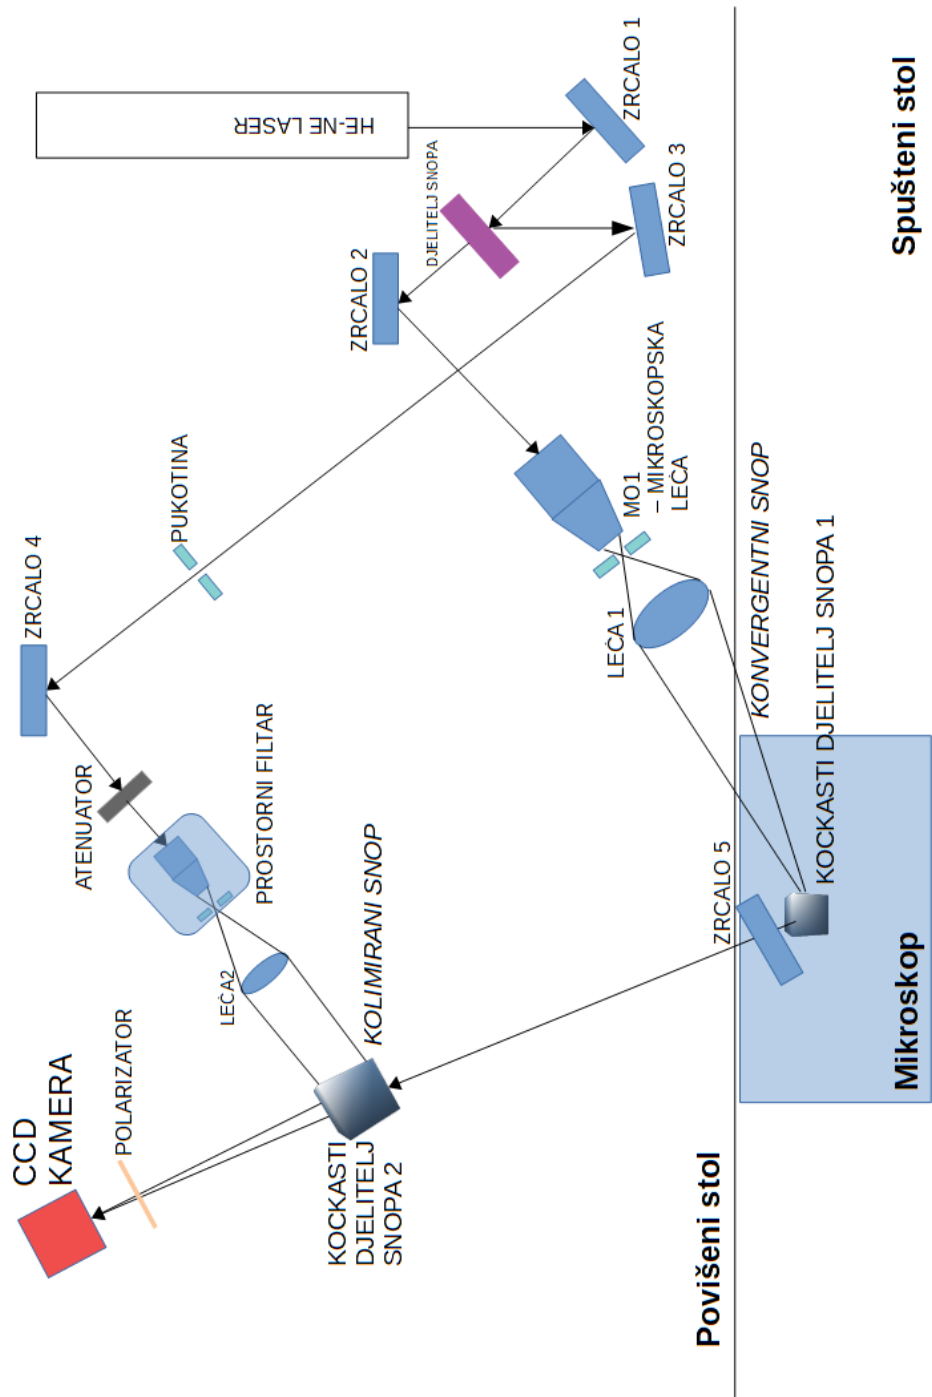 CCD
KAMERA
POLARIZATOR
ATENUATOR
ZRCALO 4
PUKOTINA
LEĆA2
PROSTORNI FILTAR
HE-NE LASER
KOCKASTI
DJELITELJ
SNOPA 2
KOLIMIRANI SNOP
ZRCALO 2
DJELITELJ SNOPA
LEĆA 1
MO1
– MIKROSKOPSKA
LEĆA
ZRCALO 1
ZRCALO 3
Povišeni stol
ZRCALO 5
KONVERGENTNI SNOP
KOCKASTI DJELITELJ SNOPA 1
Mikroskop
Spušteni stol